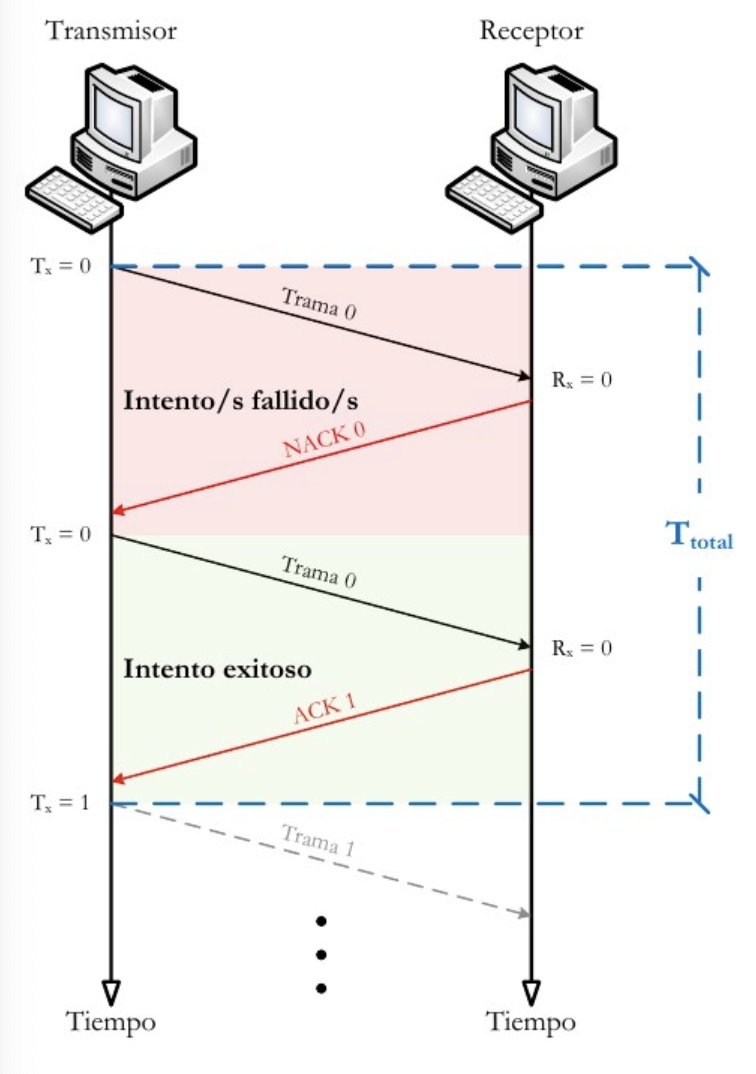 Transmisor
Receptor
Tₓ = 0
Trama 0
Rₓ = 0
Intento/s fallido/s
NACK 0
Tₓ = 0
T_total
Trama 0
Rₓ = 0
Intento exitoso
ACK 1
Tₓ = 1
Trama 1
Tiempo
Tiempo